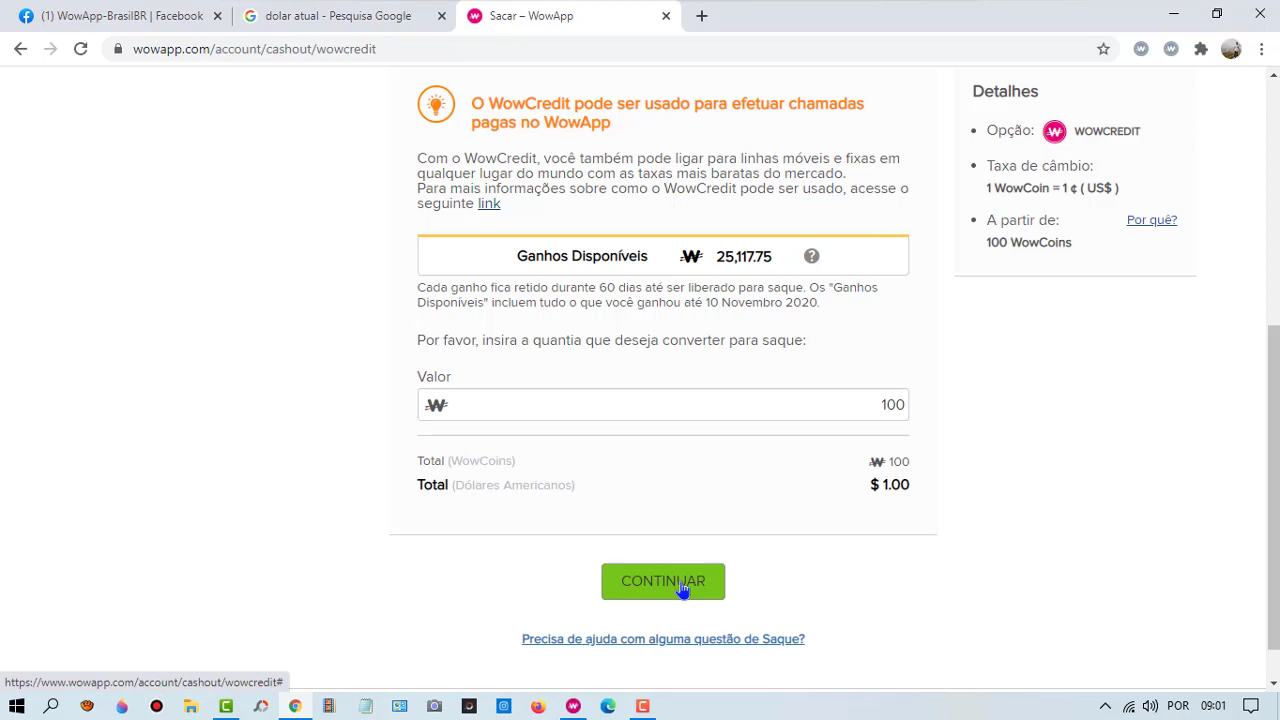 (1) WowApp-BrasilBR | Facebook
dolar atual - Pesquisa Google
Sacar – WowApp
wowapp.com/account/cashout/wowcredit
O WowCredit pode ser usado para efetuar chamadas
pagas no WowApp
Com o WowCredit, você também pode ligar para linhas móveis e fixas em
qualquer lugar do mundo com as taxas mais baratas do mercado.
Para mais informações sobre como o WowCredit pode ser usado, acesse o
seguinte link
Ganhos Disponíveis W 25,117.75 ?
Cada ganho fica retido durante 60 dias até ser liberado para saque. Os "Ganhos
Disponíveis" incluem tudo o que você ganhou até 10 Novembro 2020.
Por favor, insira a quantia que deseja converter para saque:
Valor
W 100
Total (WowCoins) W 100
Total (Dólares Americanos) $ 1.00
CONTINUAR
Precisa de ajuda com alguma questão de Saque?
Detalhes
Opção: W WOWCREDIT
Taxa de câmbio:
1 WowCoin = 1 ¢ ( US$ )
A partir de: Por quê?
100 WowCoins
https://www.wowapp.com/account/cashout/wowcredit#
POR 09:01